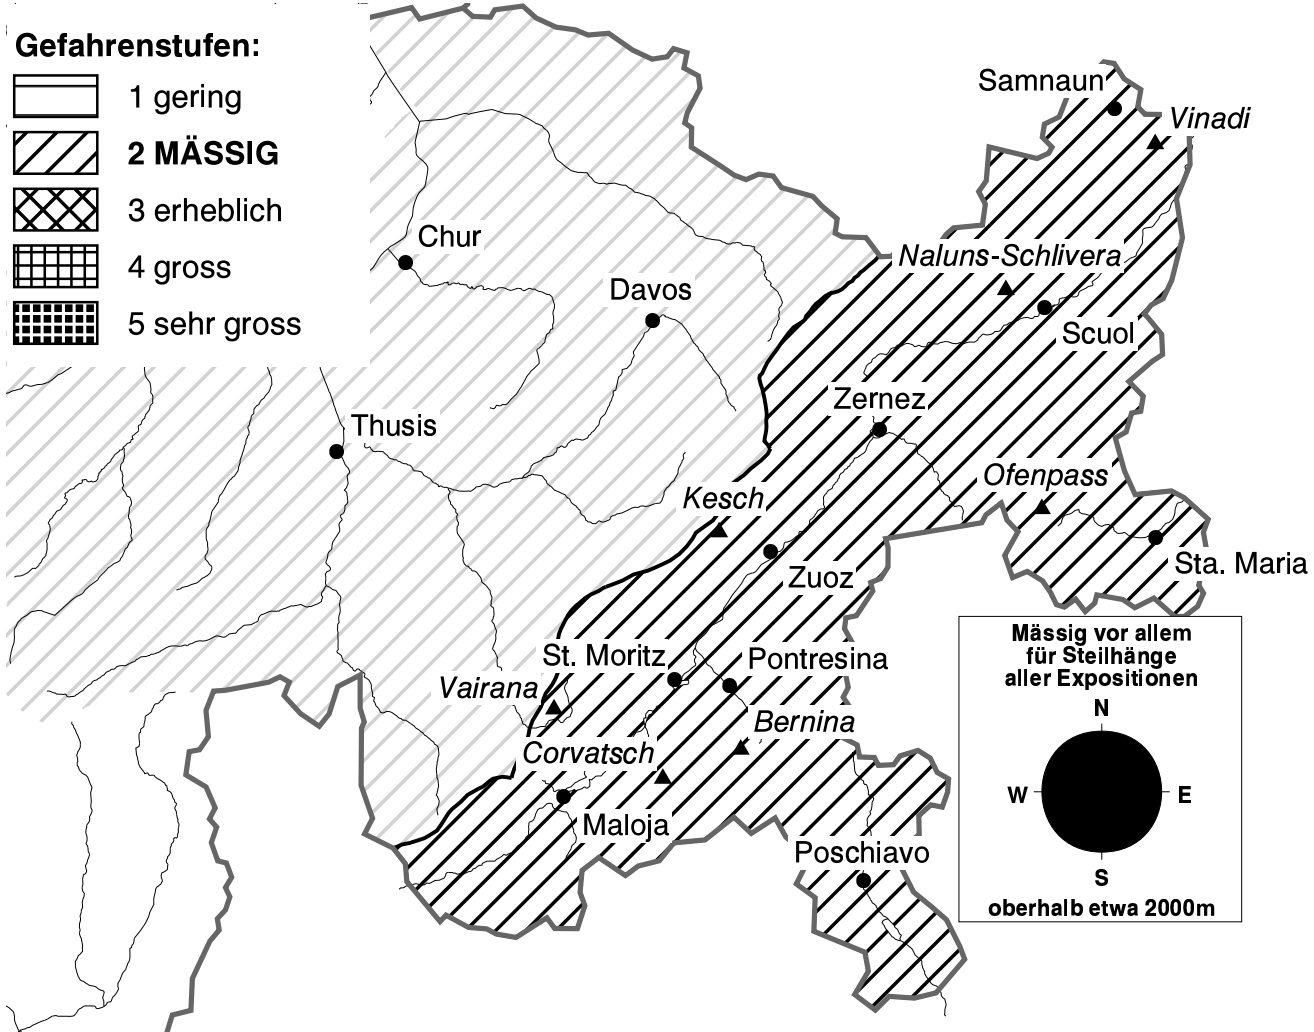 Gefahrenstufen:
1 gering
2 MÄSSIG
3 erheblich
4 gross
5 sehr gross
Samnaun
Vinadi
Chur
Naluns-Schlivera
Davos
Scuol
Zernez
Thusis
Ofenpass
Kesch
Sta. Maria
Zuoz
St. Moritz
Pontresina
Vairana
Bernina
Corvatsch
Maloja
Poschiavo
Mässig vor allem
für Steilhänge
aller Expositionen
N
W E
S
oberhalb etwa 2000m